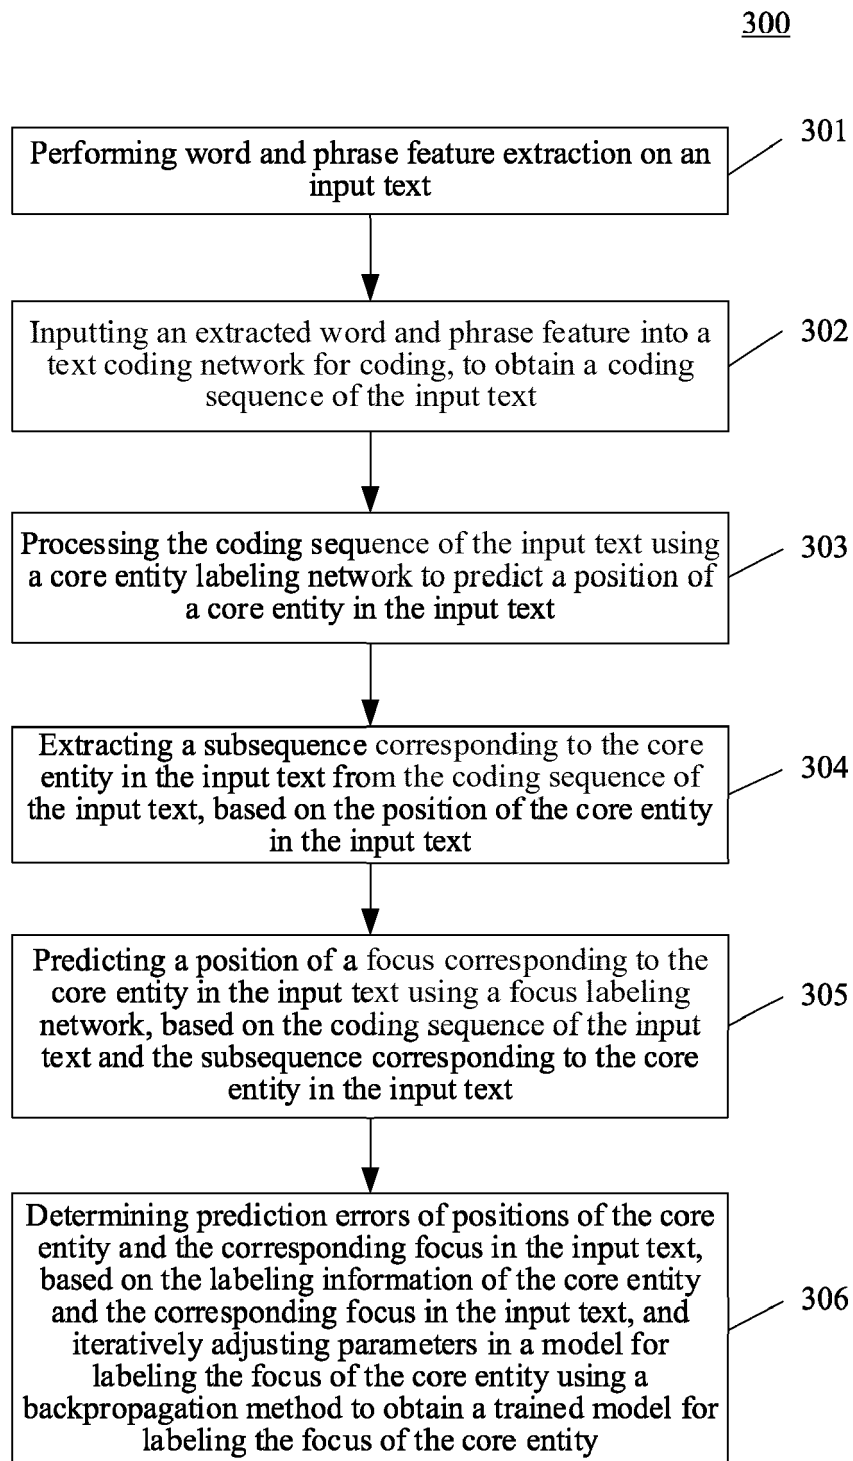 300
Performing word and phrase feature extraction on an
input text
301
Inputting an extracted word and phrase feature into a
text coding network for coding, to obtain a coding
sequence of the input text
302
Processing the coding sequence of the input text using
a core entity labeling network to predict a position of
a core entity in the input text
303
Extracting a subsequence corresponding to the core
entity in the input text from the coding sequence of
the input text, based on the position of the core entity
in the input text
304
Predicting a position of a focus corresponding to the
core entity in the input text using a focus labeling
network, based on the coding sequence of the input
text and the subsequence corresponding to the core
entity in the input text
305
Determining prediction errors of positions of the core
entity and the corresponding focus in the input text,
based on the labeling information of the core entity
and the corresponding focus in the input text, and
iteratively adjusting parameters in a model for
labeling the focus of the core entity using a
backpropagation method to obtain a trained model for
labeling the focus of the core entity
306